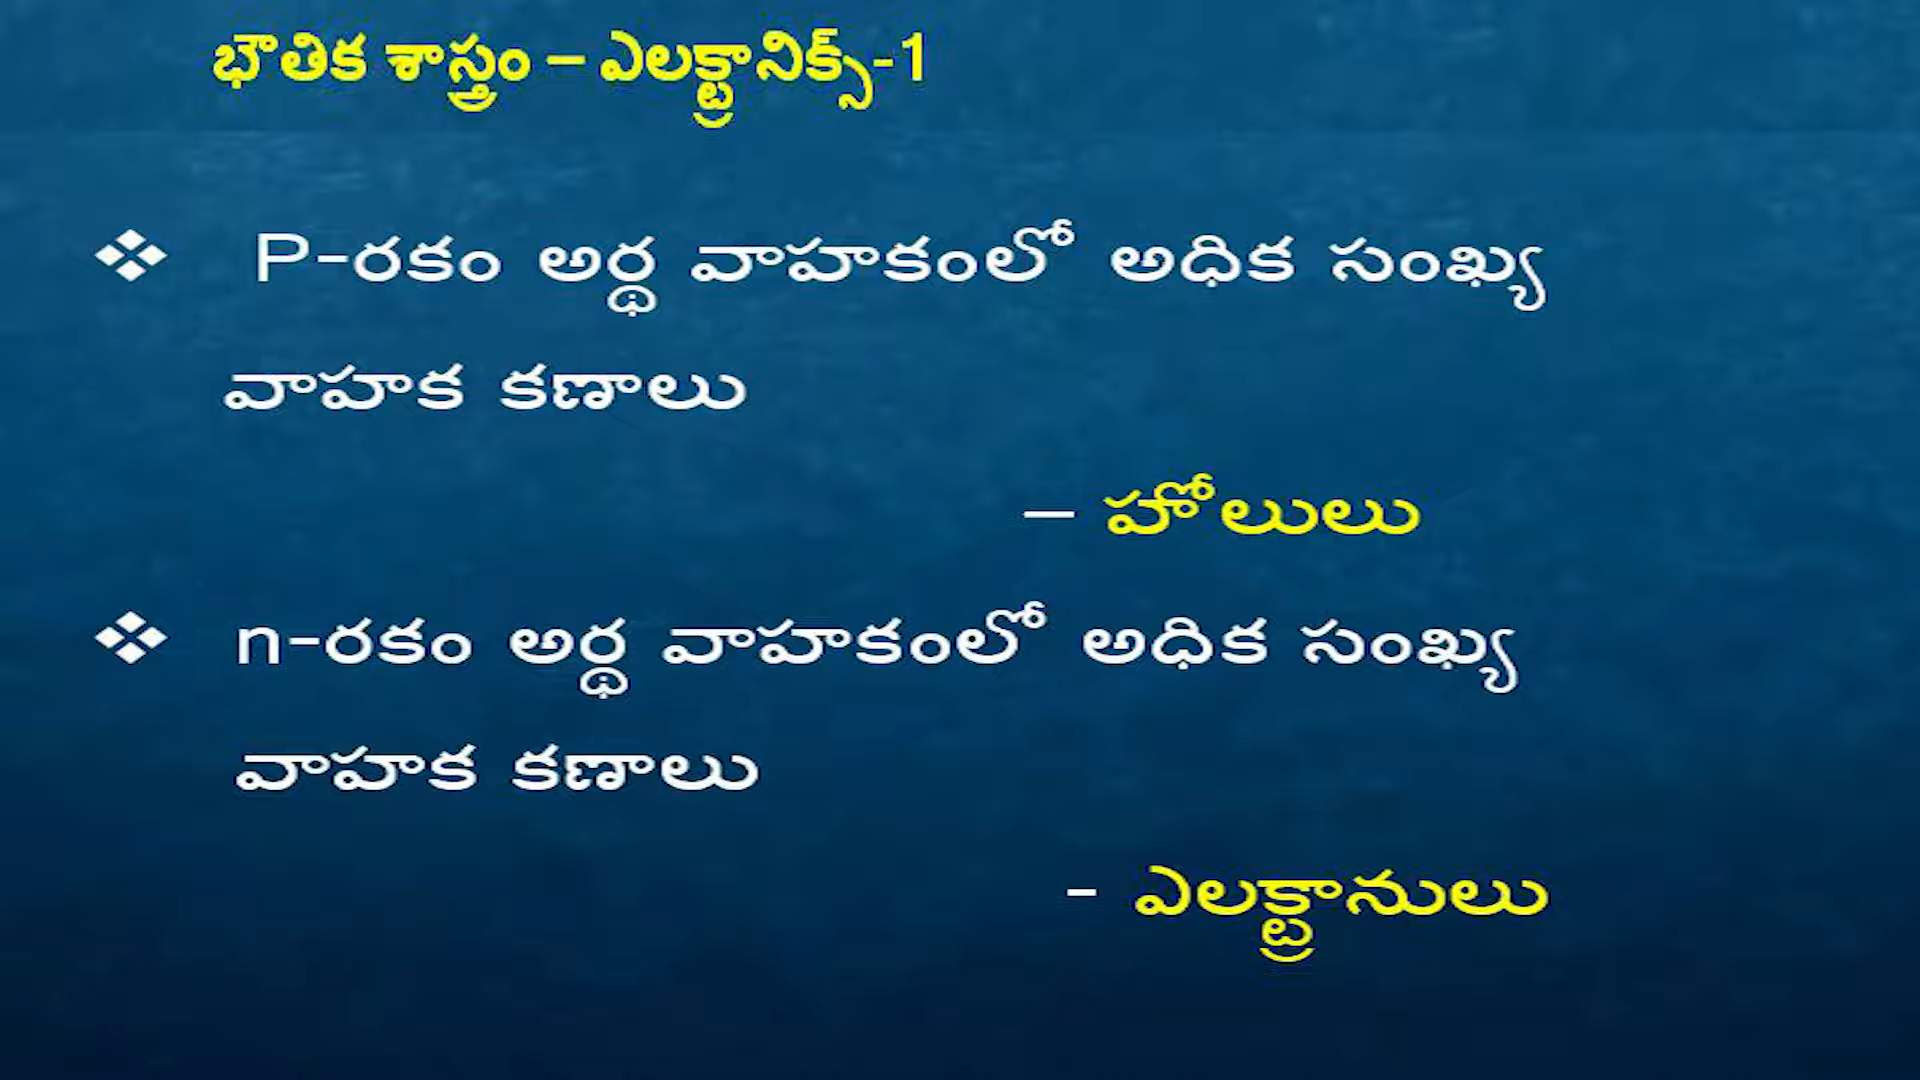 భౌతిక శాస్త్రం – ఎలక్ట్రానిక్స్-1
❖ P-రకం అర్ధ వాహకంలో అధిక సంఖ్య
వాహక కణాలు
– హోలులు
❖ n-రకం అర్ధ వాహకంలో అధిక సంఖ్య
వాహక కణాలు
- ఎలక్ట్రానులు